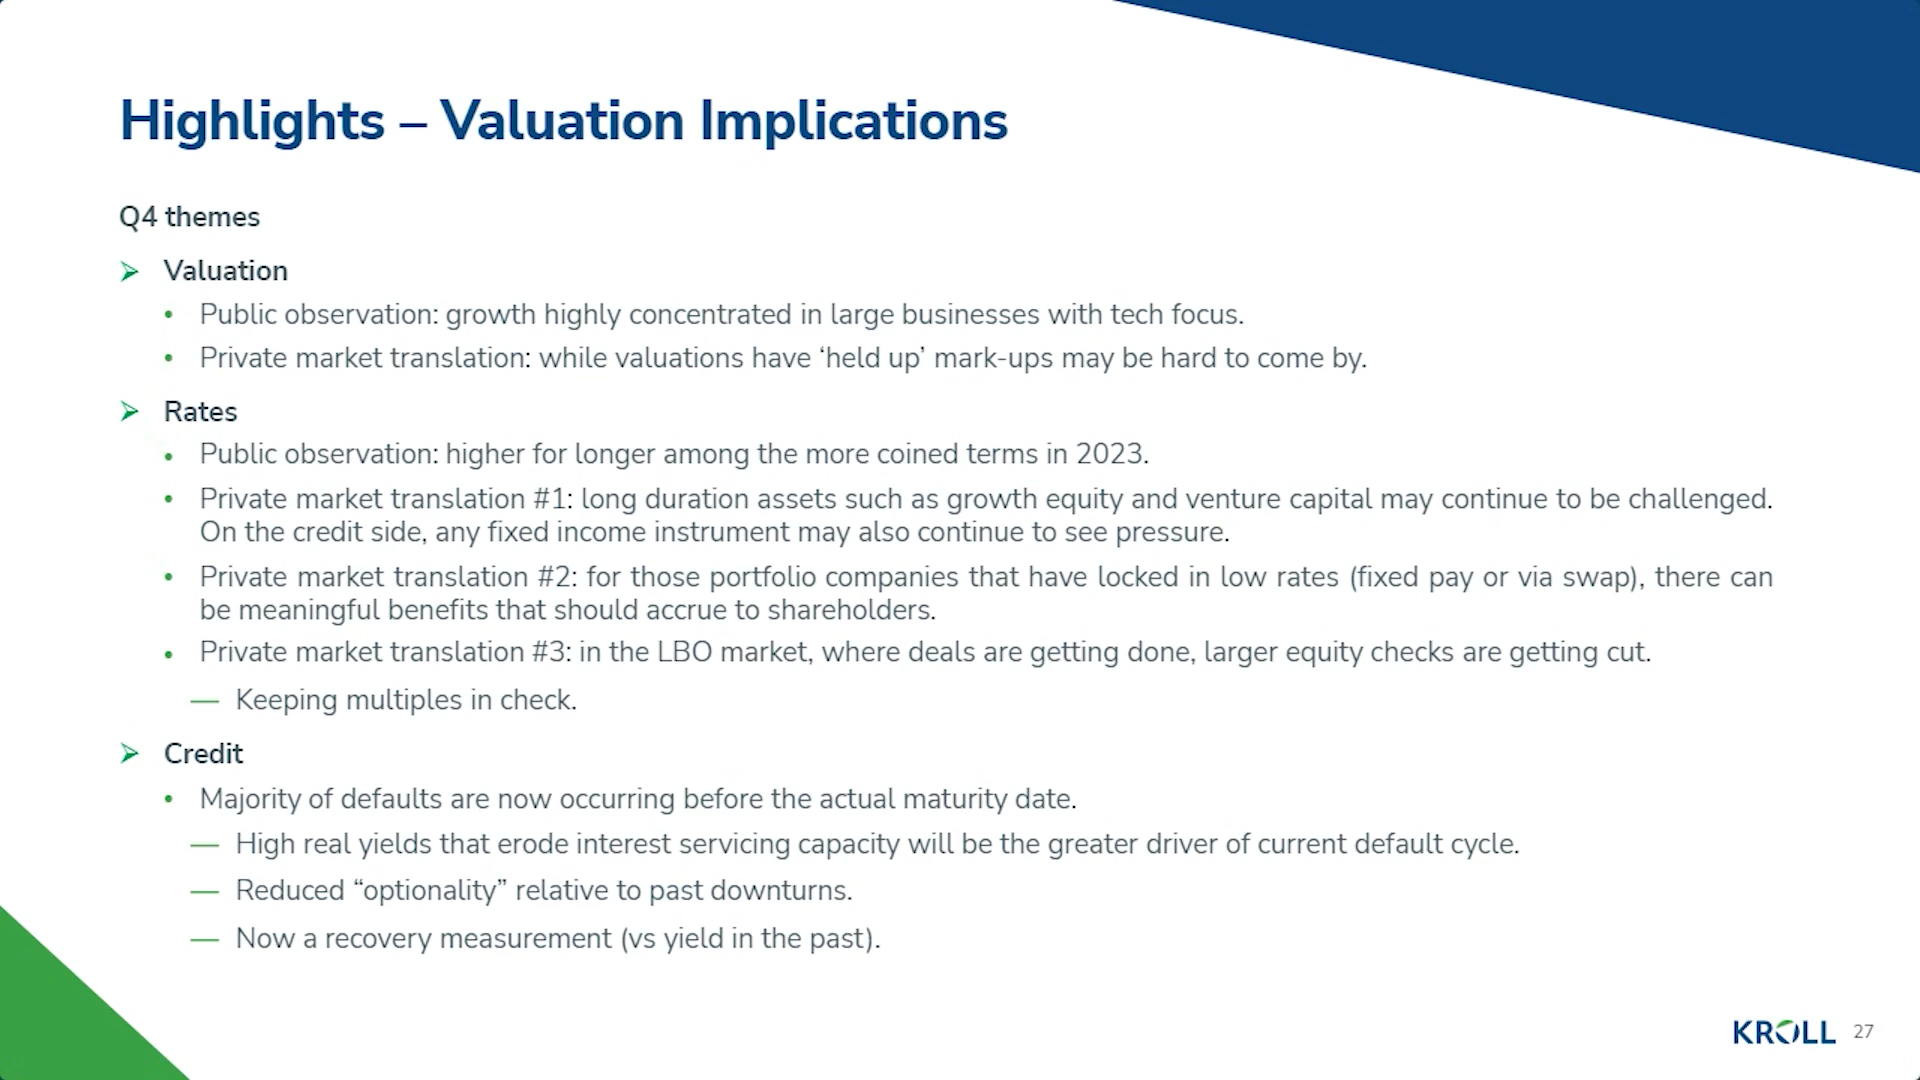 Highlights – Valuation Implications
Q4 themes
Valuation
Public observation: growth highly concentrated in large businesses with tech focus.
Private market translation: while valuations have ‘held up’ mark-ups may be hard to come by.
Rates
Public observation: higher for longer among the more coined terms in 2023.
Private market translation #1: long duration assets such as growth equity and venture capital may continue to be challenged.
On the credit side, any fixed income instrument may also continue to see pressure.
Private market translation #2: for those portfolio companies that have locked in low rates (fixed pay or via swap), there can
be meaningful benefits that should accrue to shareholders.
Private market translation #3: in the LBO market, where deals are getting done, larger equity checks are getting cut.
— Keeping multiples in check.
Credit
Majority of defaults are now occurring before the actual maturity date.
— High real yields that erode interest servicing capacity will be the greater driver of current default cycle.
— Reduced “optionality” relative to past downturns.
— Now a recovery measurement (vs yield in the past).
KROLL 27